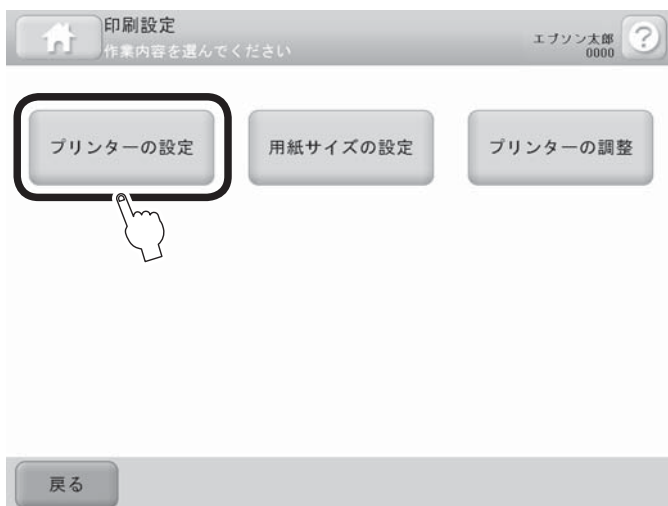 印刷設定
作業内容を選んでください
エプソン太郎
0000
?
プリンターの設定
用紙サイズの設定
プリンターの調整
戻る